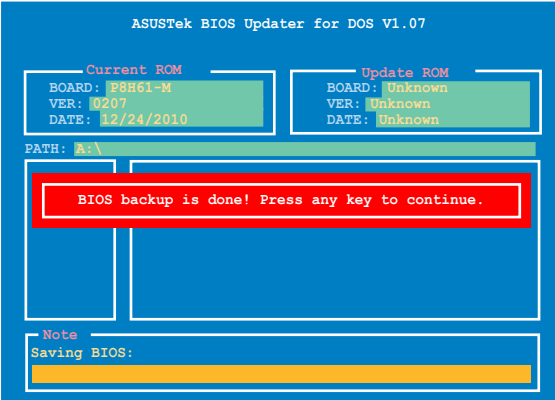 ASUSTek BIOS Updater for DOS V1.07
Current ROM
BOARD: P8H61-M
VER: 0207
DATE: 12/24/2010
Update ROM
BOARD: Unknown
VER: Unknown
DATE: Unknown
PATH: A:\
BIOS backup is done! Press any key to continue.
Note
Saving BIOS: